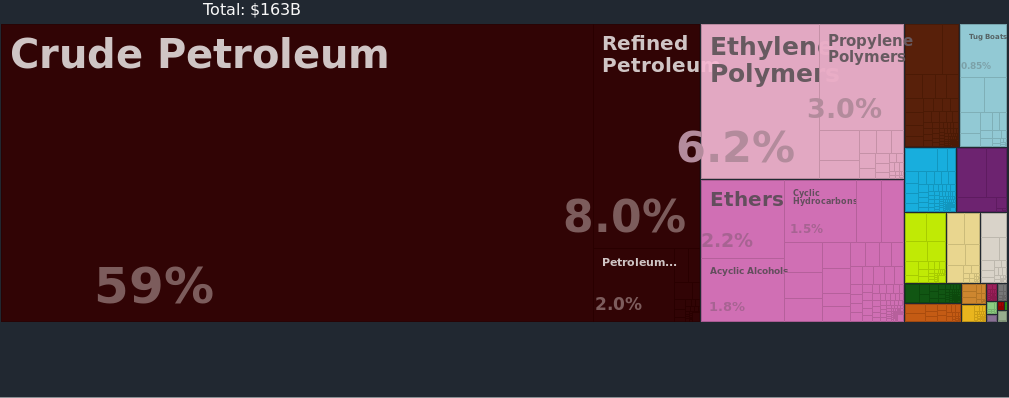 Total: $163B
Crude Petroleum
59%
Refined
Petroleum
8.0%
Petroleum...
2.0%
Ethylene
Polymers
6.2%
Propylene
Polymers
3.0%
Ethers
2.2%
Cyclic
Hydrocarbons
1.5%
Acyclic Alcohols
1.8%
Tug Boats
0.85%